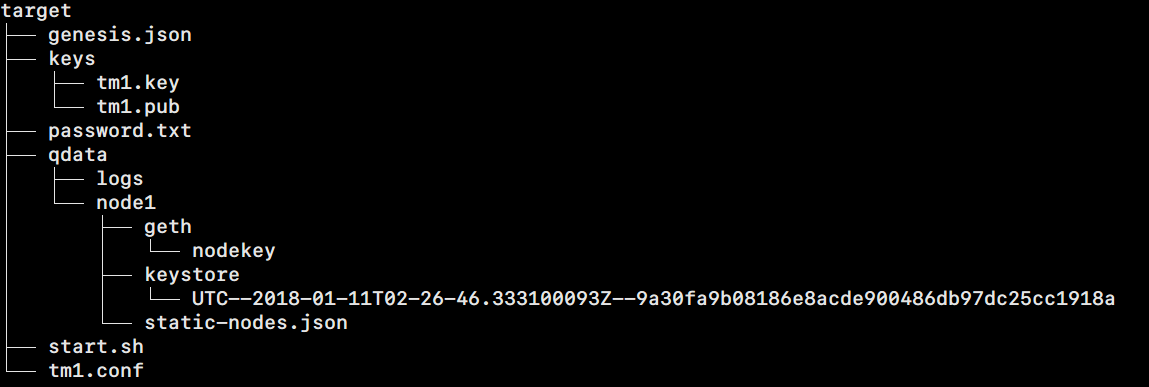 target
genesis.json
keys
tm1.key
tm1.pub
password.txt
qdata
logs
node1
geth
nodekey
keystore
UTC--2018-01-11T02-26-46.333100093Z--9a30fa9b08186e8acde900486db97dc25cc1918a
static-nodes.json
start.sh
tm1.conf